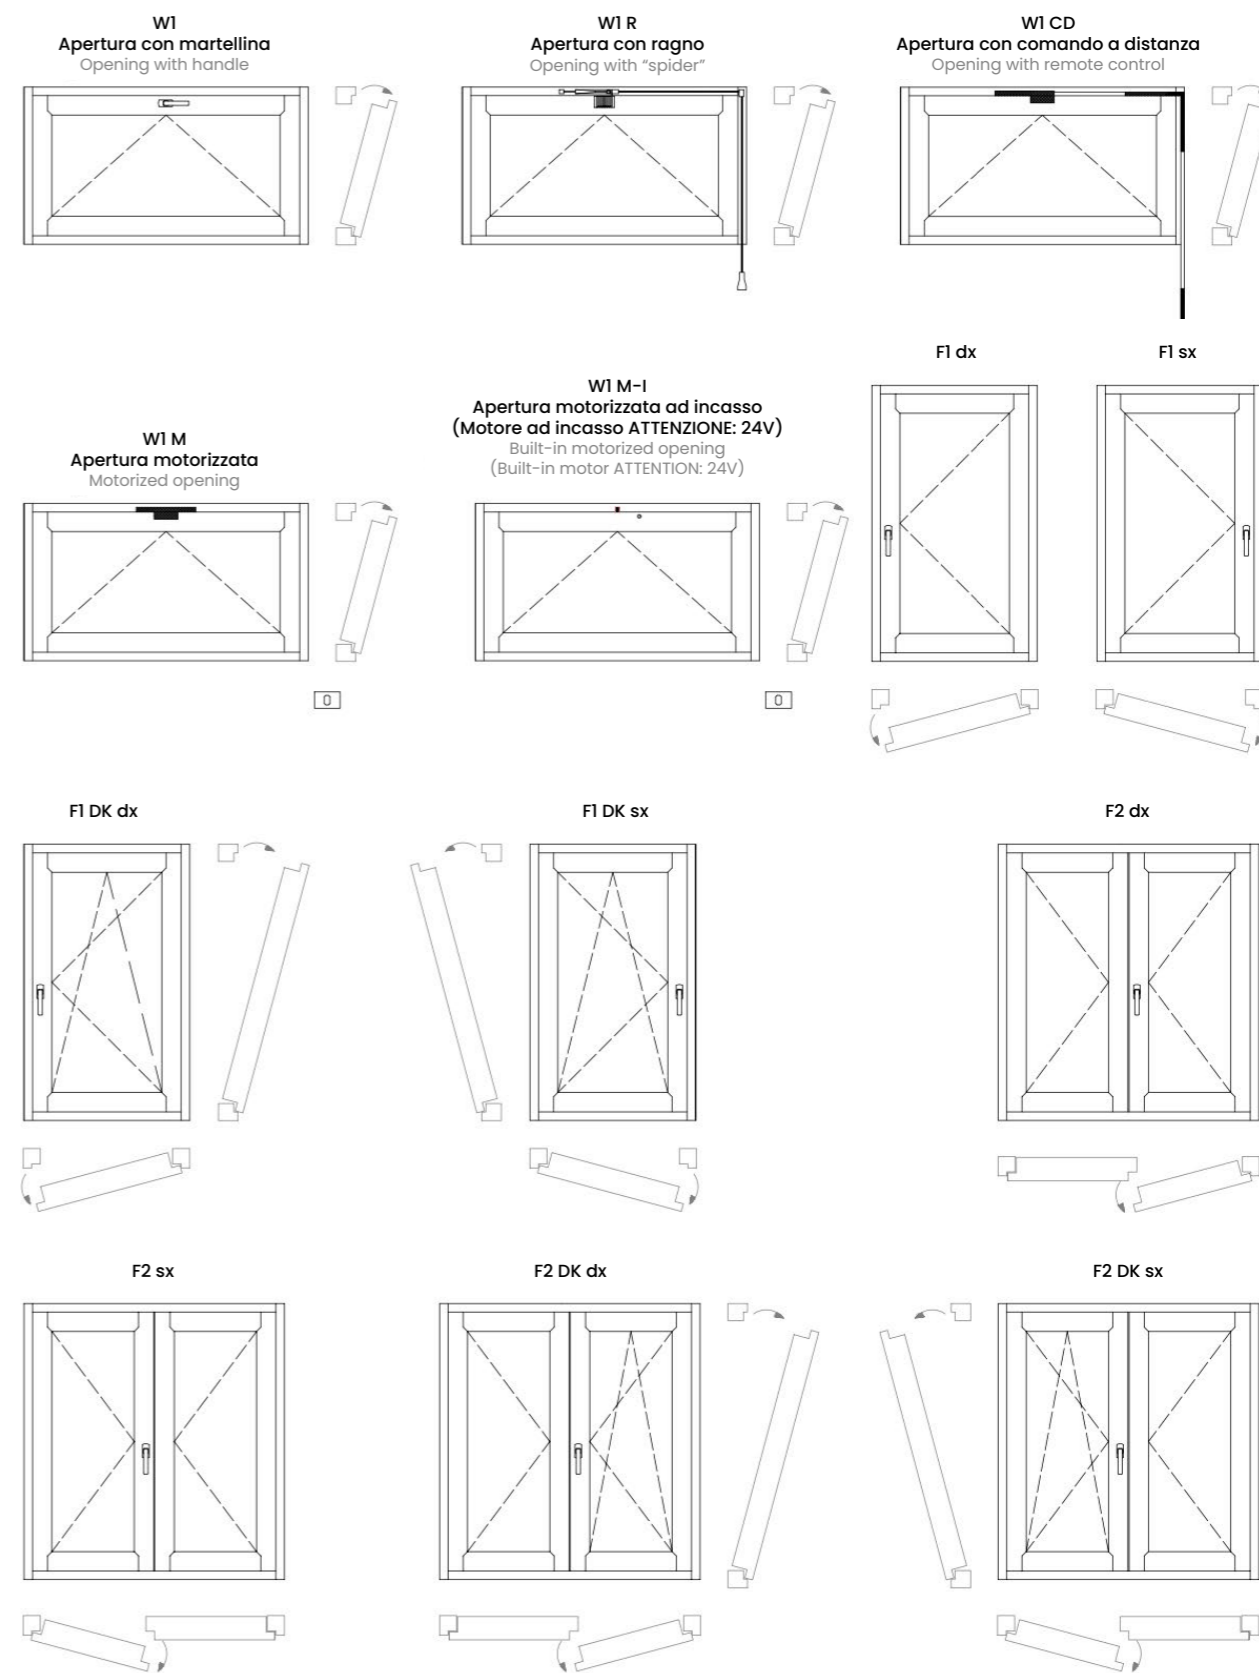 W1
Apertura con martellina
Opening with handle
W1 R
Apertura con ragno
Opening with “spider”
W1 CD
Apertura con comando a distanza
Opening with remote control
W1 M
Apertura motorizzata
Motorized opening
W1 M-I
Apertura motorizzata ad incasso
(Motore ad incasso ATTENZIONE: 24V)
Built-in motorized opening
(Built-in motor ATTENTION: 24V)
F1 dx
F1 sx
F1 DK dx
F1 DK sx
F2 dx
F2 sx
F2 DK dx
F2 DK sx